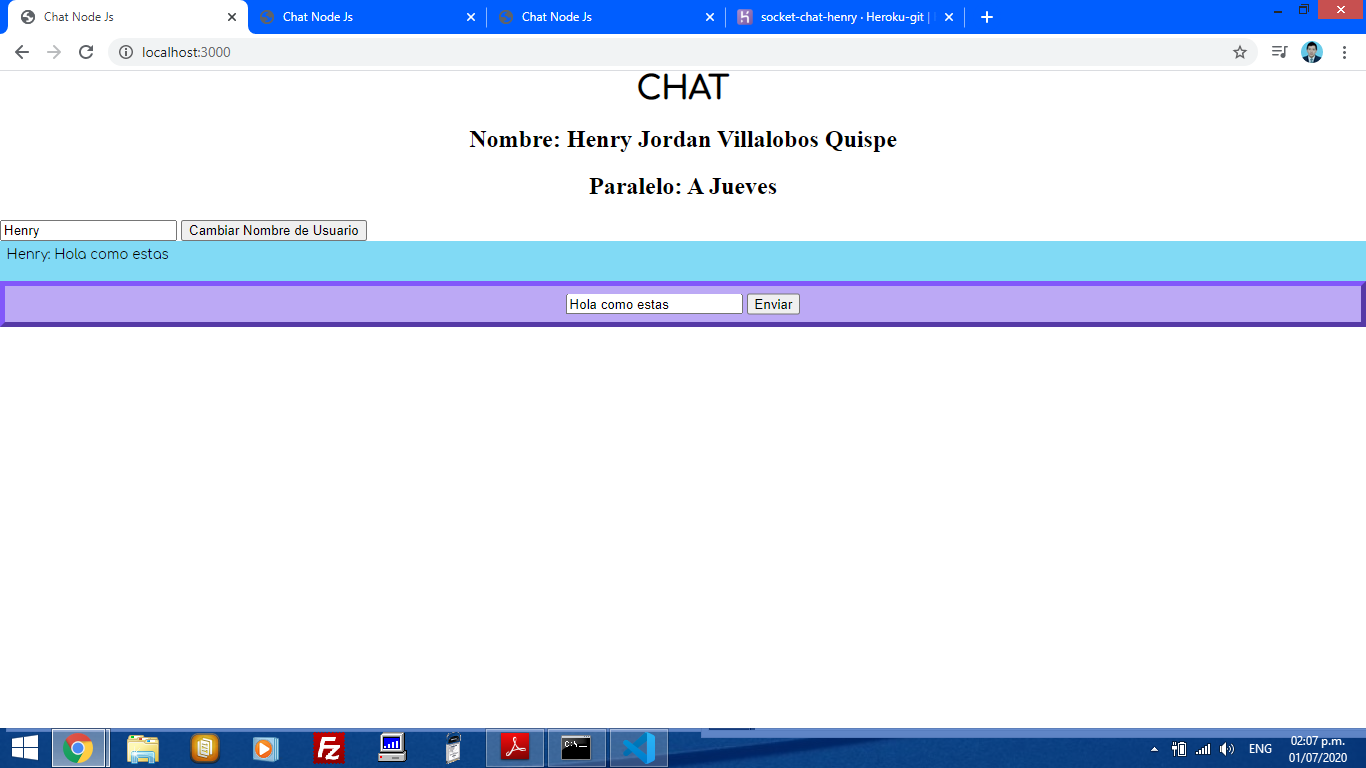 Chat Node Js
Chat Node Js
Chat Node Js
socket-chat-henry · Heroku-git |
localhost:3000
CHAT
Nombre: Henry Jordan Villalobos Quispe
Paralelo: A Jueves
Henry Cambiar Nombre de Usuario
Henry: Hola como estas
Hola como estas Enviar
ENG
02:07 p.m.
01/07/2020